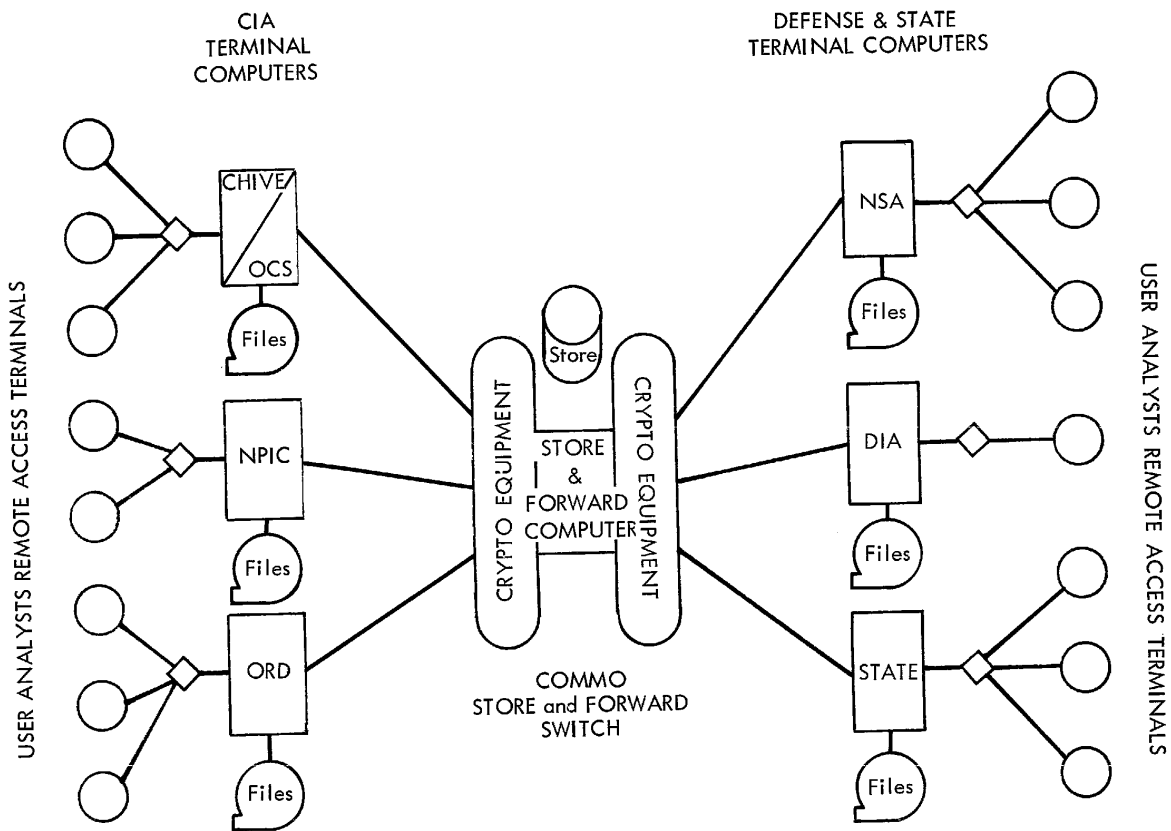 CIA
TERMINAL
COMPUTERS
DEFENSE & STATE
TERMINAL COMPUTERS
USER ANALYSTS REMOTE ACCESS TERMINALS
CHIVE
OCS
Files
NPIC
Files
ORD
Files
Store
CRYPTO EQUIPMENT
STORE
&
FORWARD
COMPUTER
CRYPTO EQUIPMENT
COMMO
STORE and FORWARD
SWITCH
NSA
Files
DIA
Files
STATE
Files
USER ANALYSTS REMOTE ACCESS TERMINALS